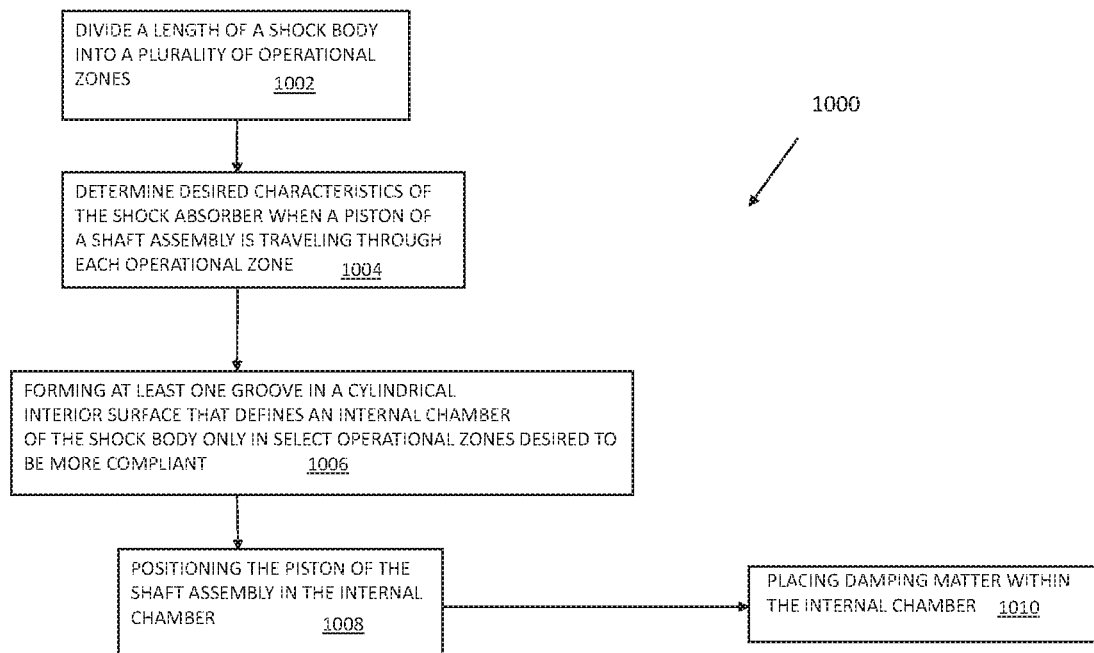 DIVIDE A LENGTH OF A SHOCK BODY
INTO A PLURALITY OF OPERATIONAL
ZONES 1002
1000
DETERMINE DESIRED CHARACTERISTICS OF
THE SHOCK ABSORBER WHEN A PISTON OF
A SHAFT ASSEMBLY IS TRAVELING THROUGH
EACH OPERATIONAL ZONE 1004
FORMING AT LEAST ONE GROOVE IN A CYLINDRICAL
INTERIOR SURFACE THAT DEFINES AN INTERNAL CHAMBER
OF THE SHOCK BODY ONLY IN SELECT OPERATIONAL ZONES DESIRED TO
BE MORE COMPLIANT 1006
POSITIONING THE PISTON OF THE
SHAFT ASSEMBLY IN THE INTERNAL
CHAMBER 1008
PLACING DAMPING MATTER WITHIN
THE INTERNAL CHAMBER 1010